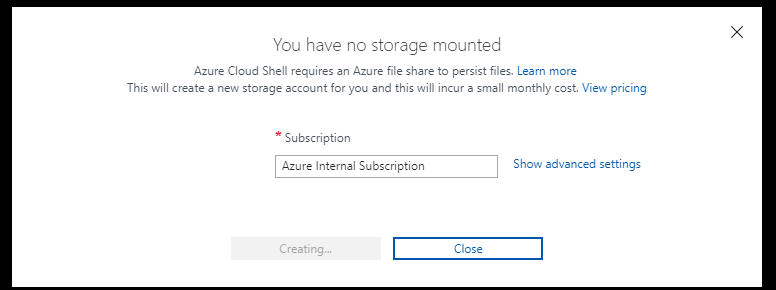 You have no storage mounted
Azure Cloud Shell requires an Azure file share to persist files. Learn more
This will create a new storage account for you and this will incur a small monthly cost. View pricing
* Subscription
Azure Internal Subscription
Show advanced settings
Creating...
Close